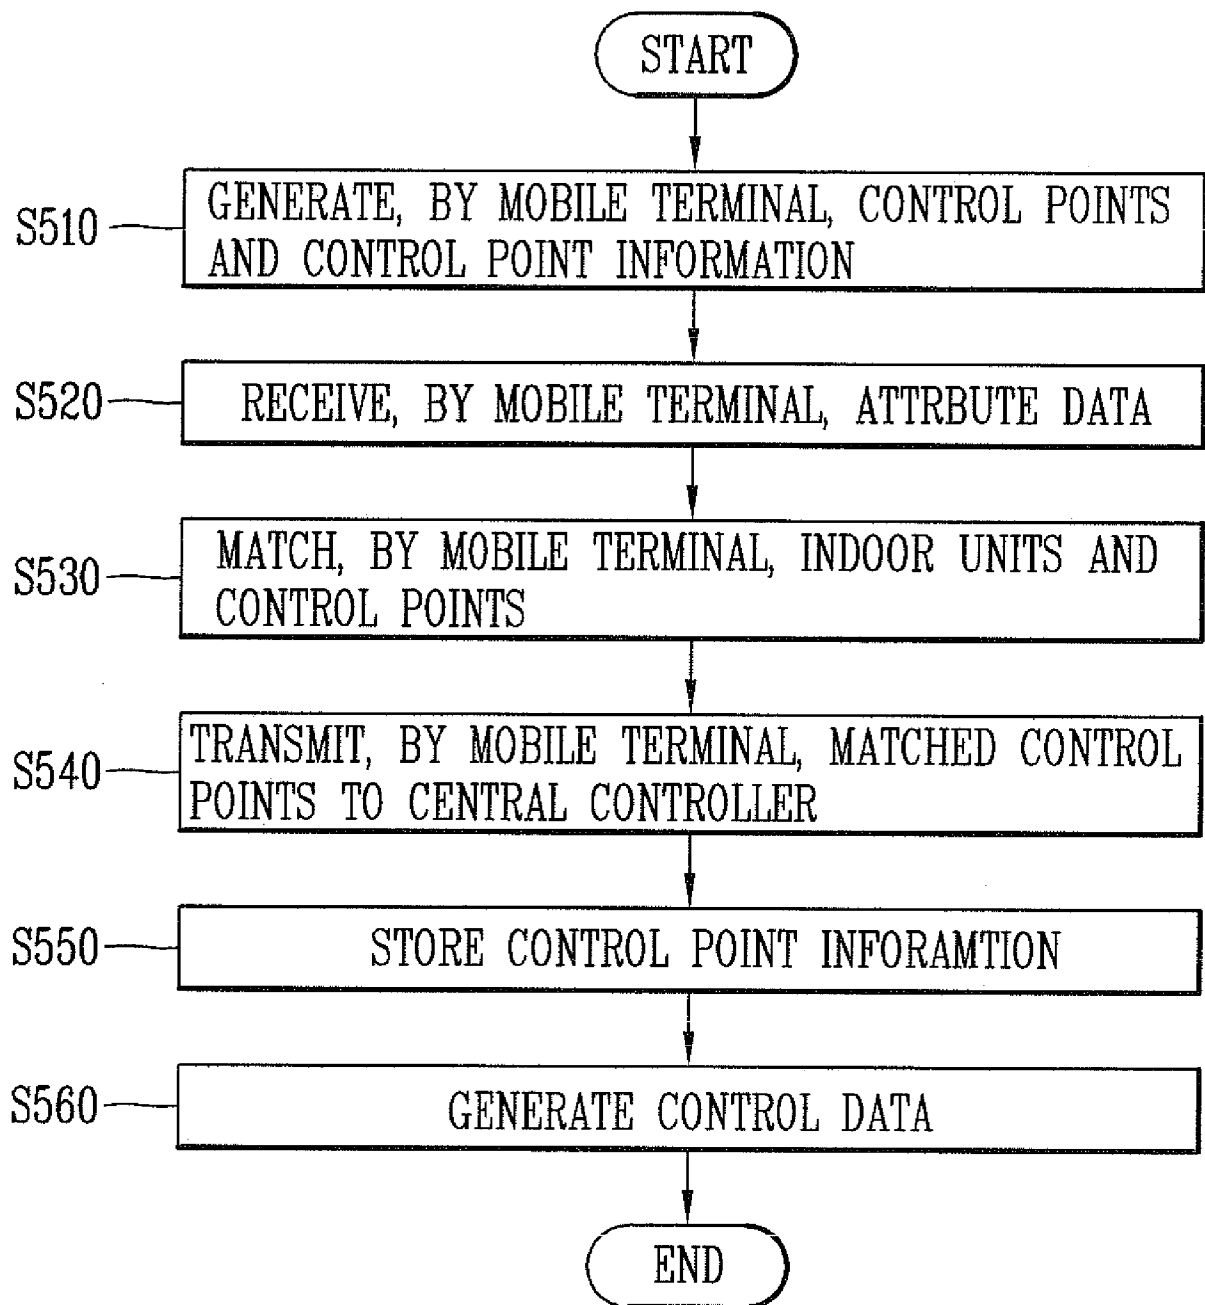 START
S510
GENERATE, BY MOBILE TERMINAL, CONTROL POINTS
AND CONTROL POINT INFORMATION
S520
RECEIVE, BY MOBILE TERMINAL, ATTRBUTE DATA
S530
MATCH, BY MOBILE TERMINAL, INDOOR UNITS AND
CONTROL POINTS
S540
TRANSMIT, BY MOBILE TERMINAL, MATCHED CONTROL
POINTS TO CENTRAL CONTROLLER
S550
STORE CONTROL POINT INFORAMTION
S560
GENERATE CONTROL DATA
END